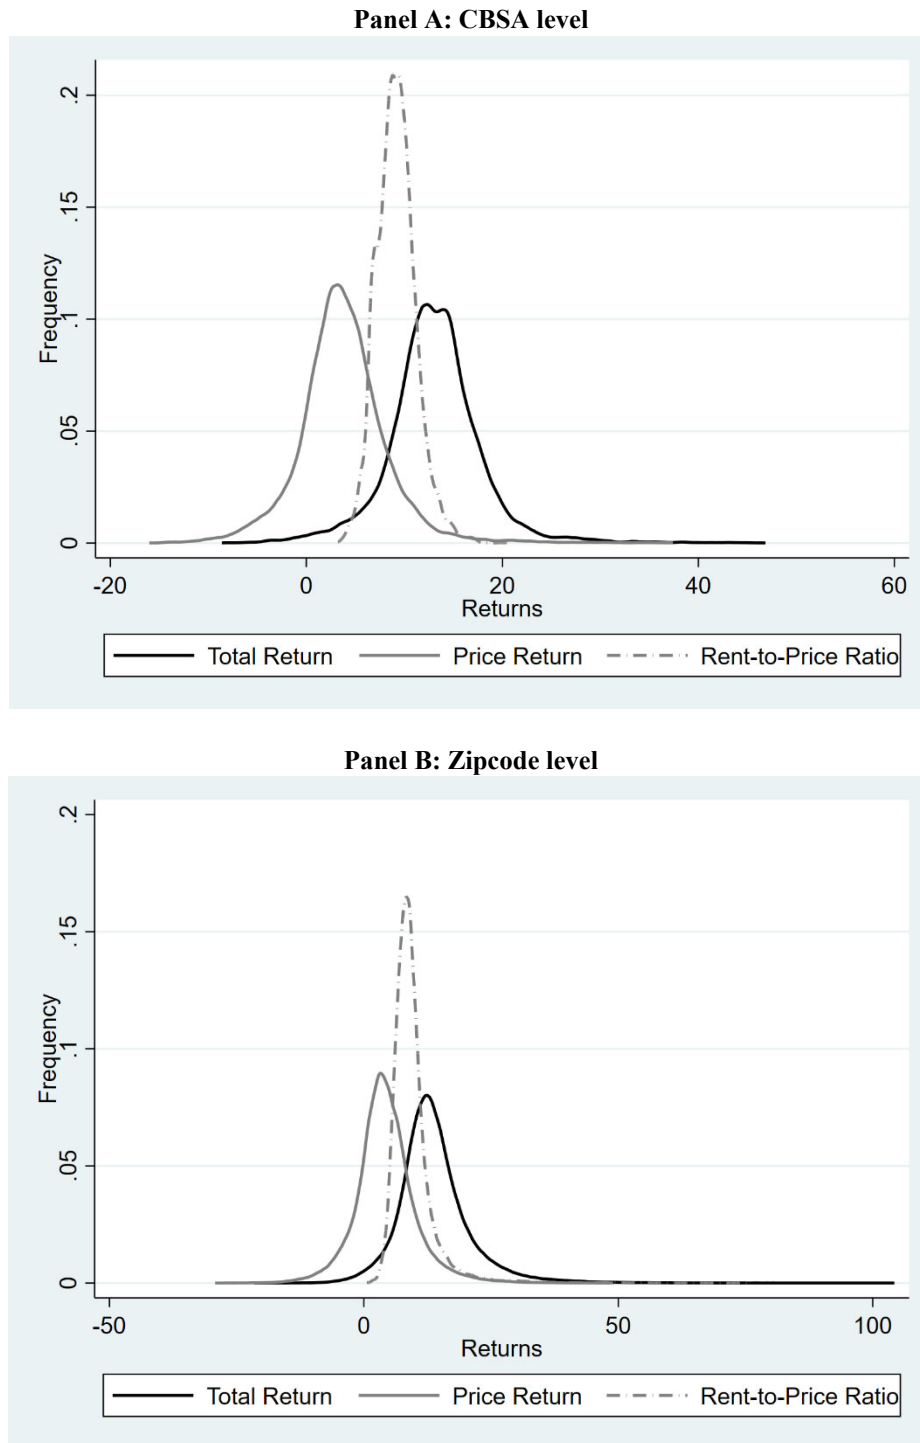 Panel A: CBSA level
Frequency
.2
.15
.1
.05
0
-20 0 20 40 60
Returns
Total Return Price Return Rent-to-Price Ratio
Panel B: Zipcode level
Frequency
.2
.15
.1
.05
0
-50 0 50 100
Returns
Total Return Price Return Rent-to-Price Ratio